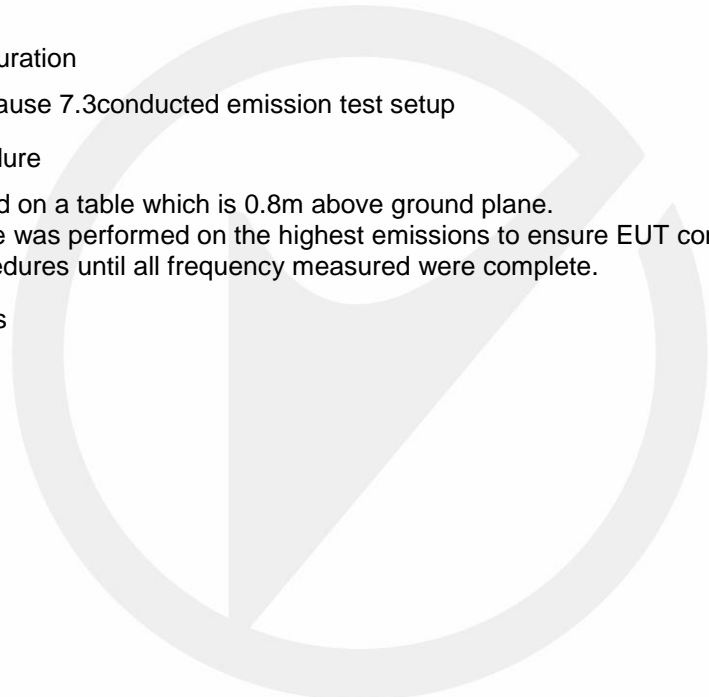 uration
ause 7.3conducted emission test setup
dure
d on a table which is 0.8m above ground plane.
e was performed on the highest emissions to ensure EUT con
edures until all frequency measured were complete.
s